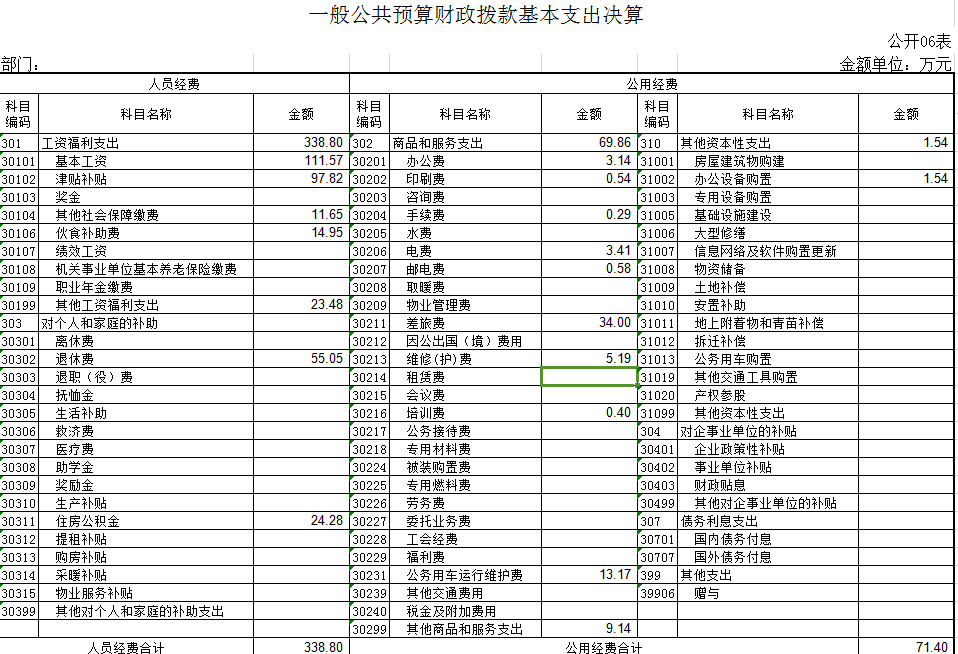 一般公共预算财政拨款基本支出决算
公开06表
部门： 金额单位：万元
人员经费 公用经费
科目编码 科目名称 金额 科目编码 科目名称 金额 科目编码 科目名称 金额
301 工资福利支出 338.80 302 商品和服务支出 69.86 310 其他资本性支出 1.54
30101 基本工资 111.57 30201 办公费 3.14 31001 房屋建筑物购建
30102 津贴补贴 97.82 30202 印刷费 0.54 31002 办公设备购置 1.54
30103 奖金 30203 咨询费 31003 专用设备购置
30104 其他社会保障缴费 11.65 30204 手续费 0.29 31005 基础设施建设
30106 伙食补助费 14.95 30205 水费 31006 大型修缮
30107 绩效工资 30206 电费 3.41 31007 信息网络及软件购置更新
30108 机关事业单位基本养老保险缴费 30207 邮电费 0.58 31008 物资储备
30109 职业年金缴费 30208 取暖费 31009 土地补偿
30199 其他工资福利支出 23.48 30209 物业管理费 31010 安置补助
303 对个人和家庭的补助 30211 差旅费 34.00 31011 地上附着物和青苗补偿
30301 离休费 30212 因公出国（境）费用 31012 拆迁补偿
30302 退休费 55.05 30213 维修(护)费 5.19 31013 公务用车购置
30303 退职（役）费 30214 租赁费 31019 其他交通工具购置
30304 抚恤金 30215 会议费 31020 产权参股
30305 生活补助 30216 培训费 0.40 31099 其他资本性支出
30306 救济费 30217 公务接待费 304 对企事业单位的补贴
30307 医疗费 30218 专用材料费 30401 企业政策性补贴
30308 助学金 30224 被装购置费 30402 事业单位补贴
30309 奖励金 30225 专用燃料费 30403 财政贴息
30310 生产补贴 30226 劳务费 30499 其他对企事业单位的补贴
30311 住房公积金 24.28 30227 委托业务费 307 债务利息支出
30312 提租补贴 30228 工会经费 30701 国内债务付息
30313 购房补贴 30229 福利费 30707 国外债务付息
30314 采暖补贴 30231 公务用车运行维护费 13.17 399 其他支出
30315 物业服务补贴 30239 其他交通费用 39906 赠与
30399 其他对个人和家庭的补助支出 30240 税金及附加费用
30299 其他商品和服务支出 9.14
人员经费合计 338.80 公用经费合计 71.40